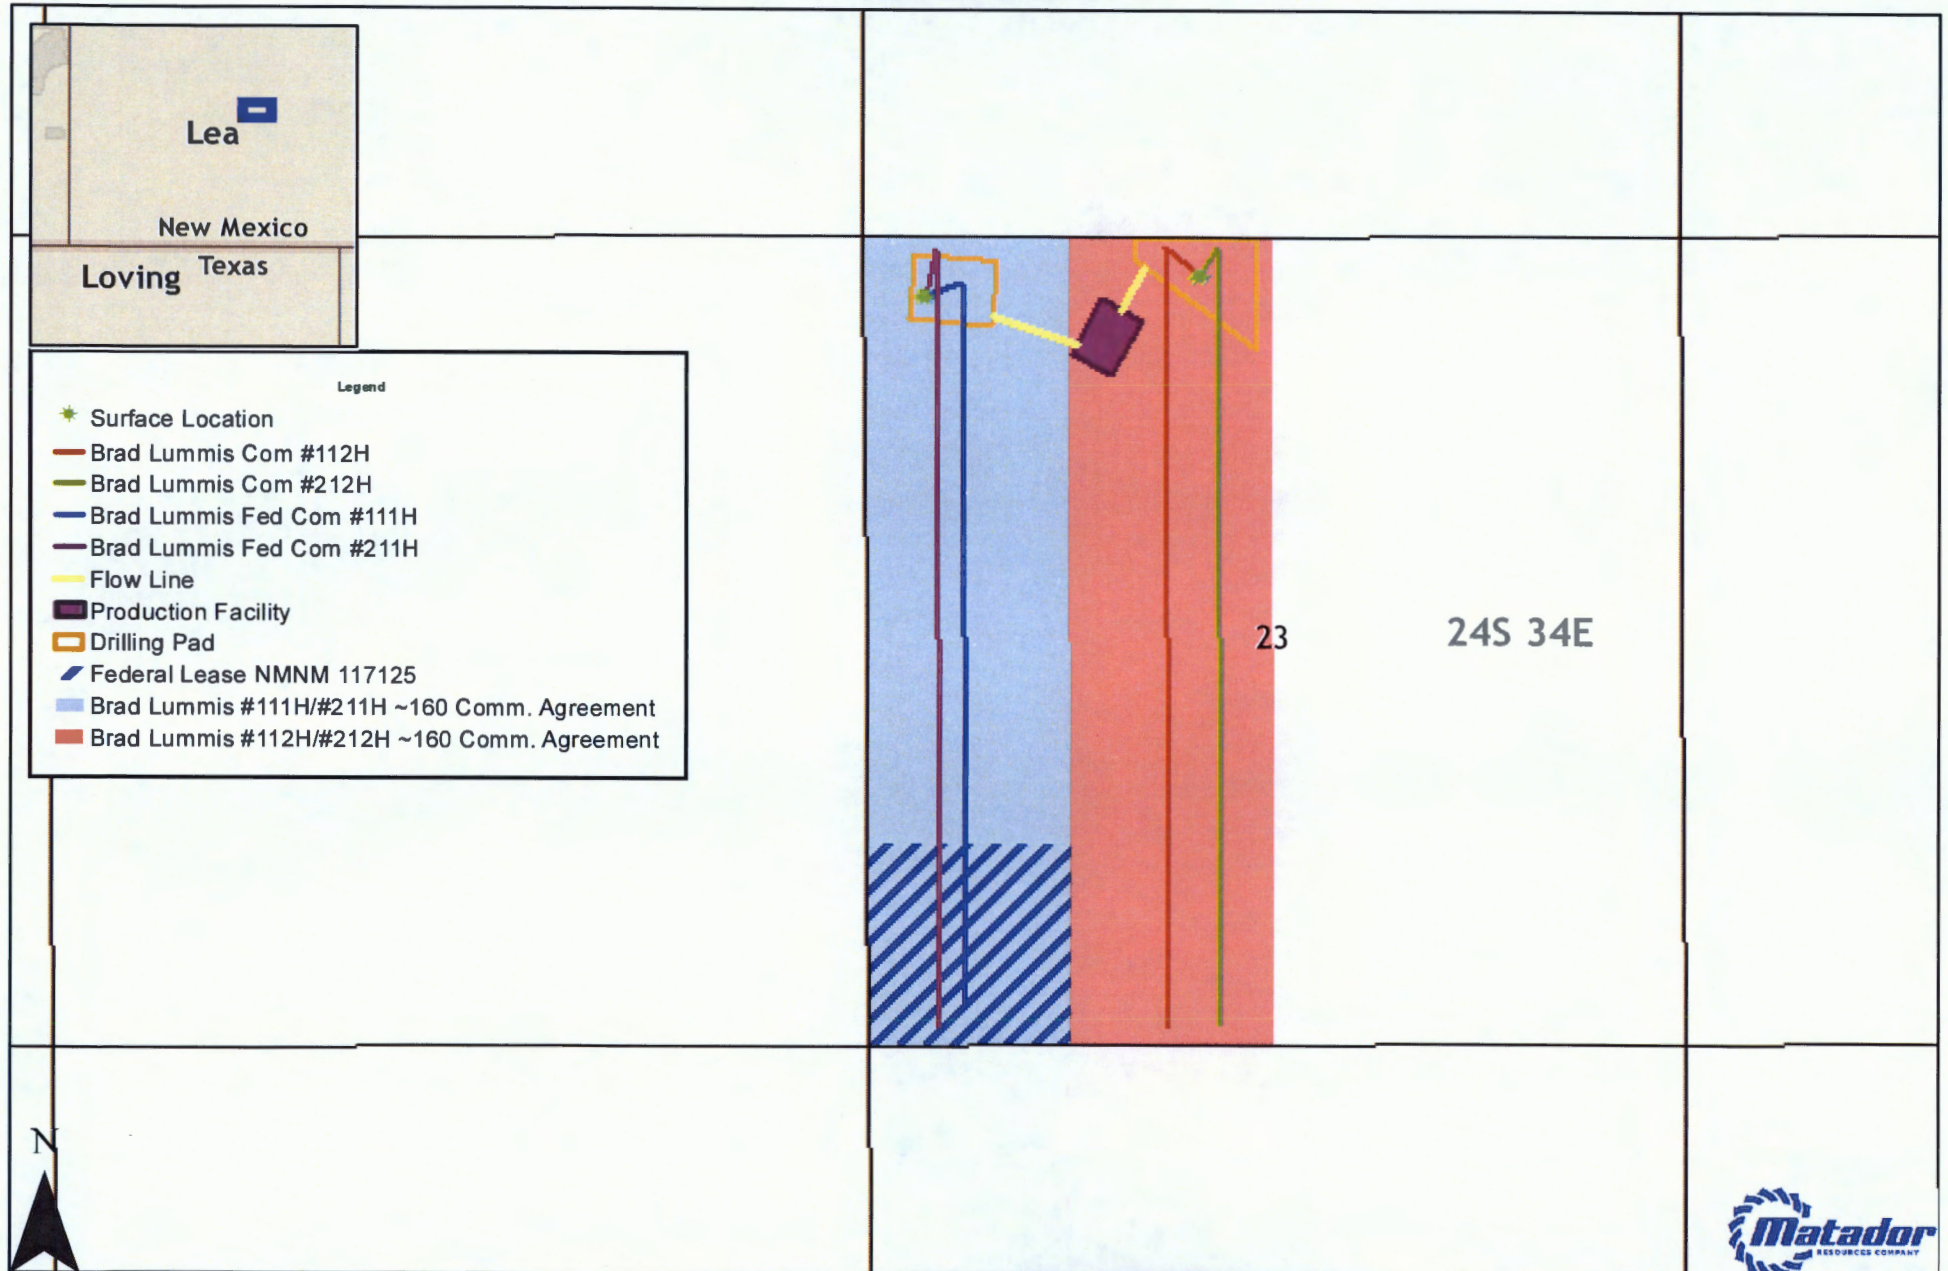 Lea
New Mexico
Texas
Loving
Legend
Surface Location
Brad Lummis Com #112H
Brad Lummis Com #212H
Brad Lummis Fed Com #111H
Brad Lummis Fed Com #211H
Flow Line
Production Facility
Drilling Pad
Federal Lease NMNM 117125
Brad Lummis #111H/#211H ~160 Comm. Agreement
Brad Lummis #112H/#212H ~160 Comm. Agreement
23
24S 34E
N
Matador
RESOURCES COMPANY